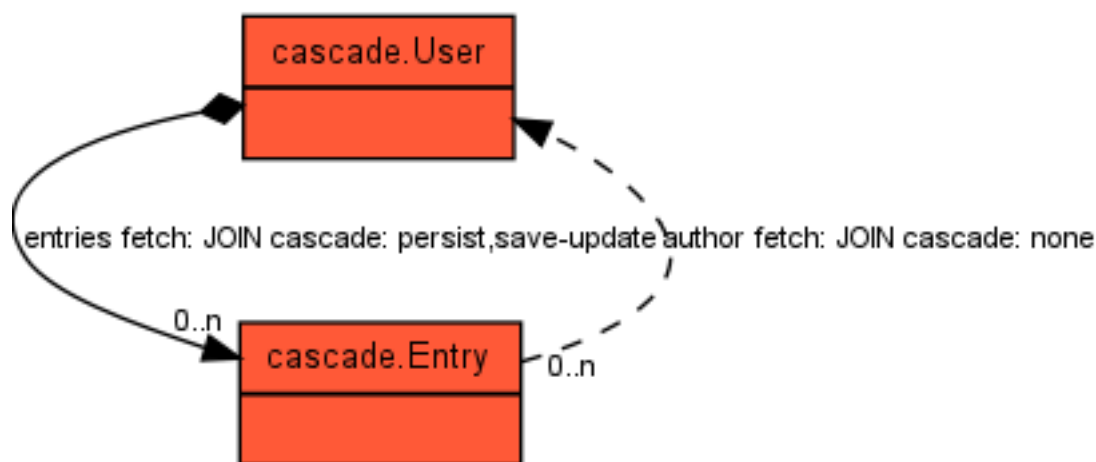 cascade.User
entries fetch: JOIN cascade: persist,save-update
author fetch: JOIN cascade: none
0..n
cascade.Entry
0..n